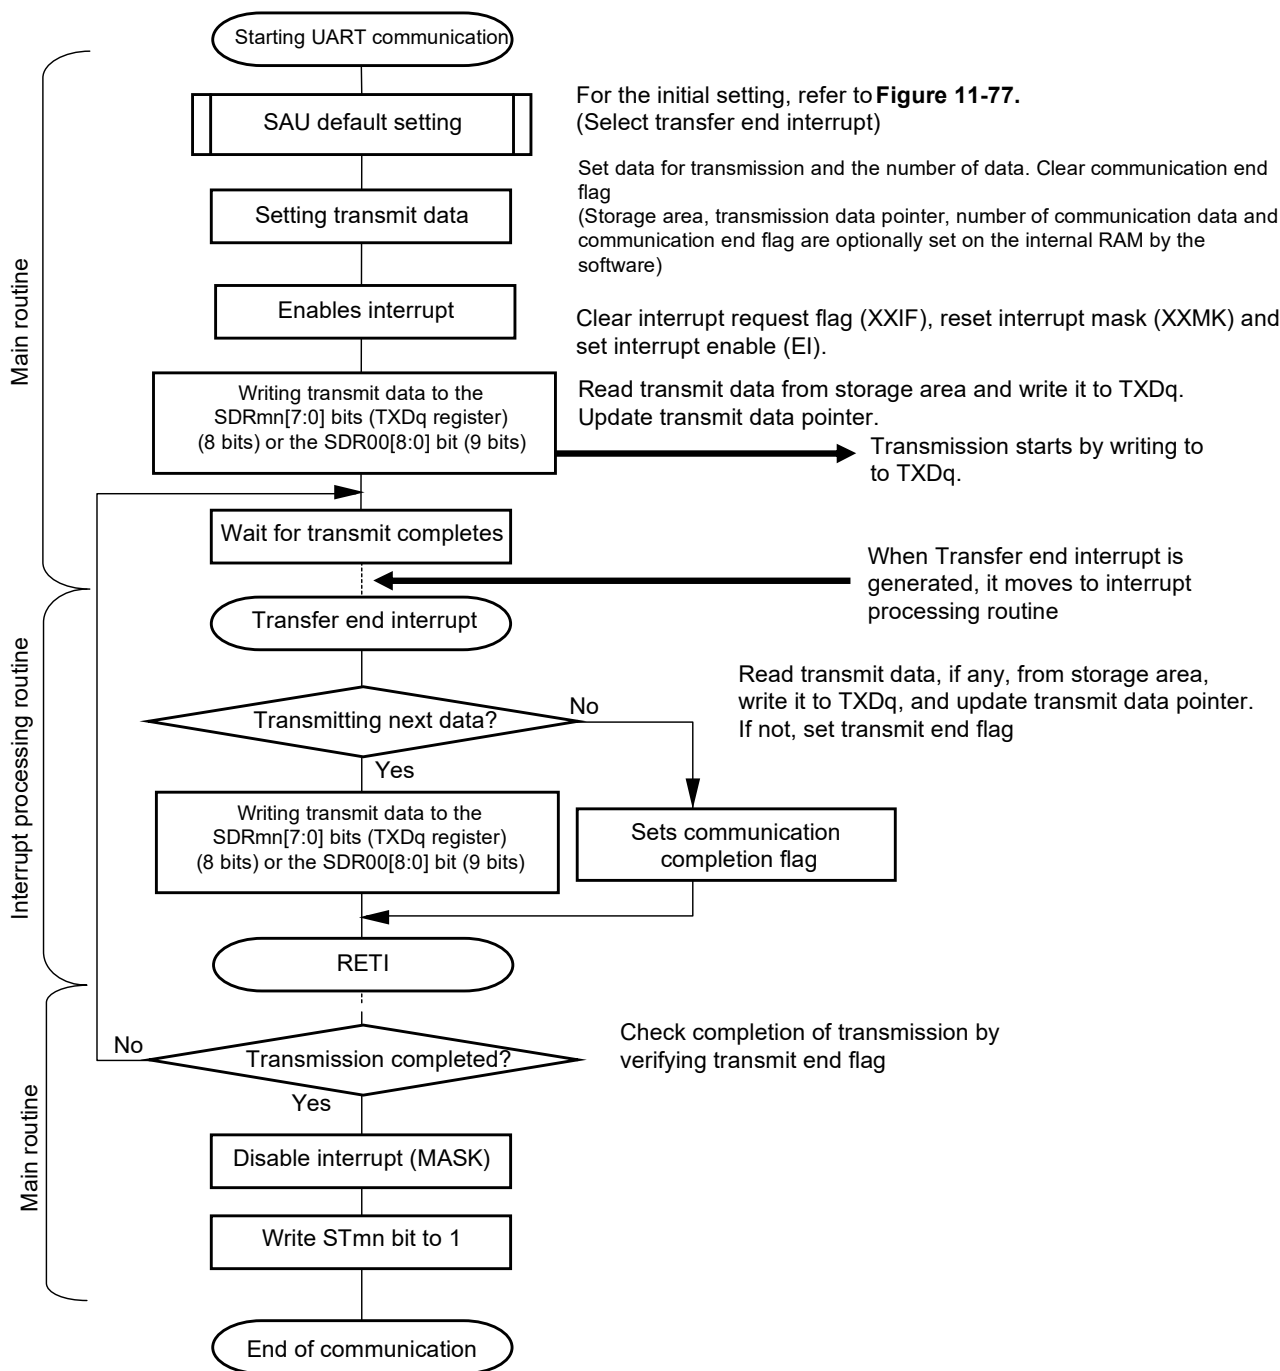 Starting UART communication
For the initial setting, refer to Figure 11-77.
(Select transfer end interrupt)
SAU default setting
Set data for transmission and the number of data. Clear communication end
flag
(Storage area, transmission data pointer, number of communication data and
communication end flag are optionally set on the internal RAM by the
software)
Setting transmit data
Main routine
Enables interrupt
Clear interrupt request flag (XXIF), reset interrupt mask (XXMK) and
set interrupt enable (EI).
Writing transmit data to the
SDRmn[7:0] bits (TXDq register)
(8 bits) or the SDR00[8:0] bit (9 bits)
Read transmit data from storage area and write it to TXDq.
Update transmit data pointer.
Transmission starts by writing to
to TXDq.
Wait for transmit completes
When Transfer end interrupt is
generated, it moves to interrupt
processing routine
Transfer end interrupt
Interrupt processing routine
Read transmit data, if any, from storage area,
write it to TXDq, and update transmit data pointer.
If not, set transmit end flag
Transmitting next data?
No
Yes
Writing transmit data to the
SDRmn[7:0] bits (TXDq register)
(8 bits) or the SDR00[8:0] bit (9 bits)
Sets communication
completion flag
RETI
Main routine
No
Transmission completed?
Check completion of transmission by
verifying transmit end flag
Yes
Disable interrupt (MASK)
Write STmn bit to 1
End of communication